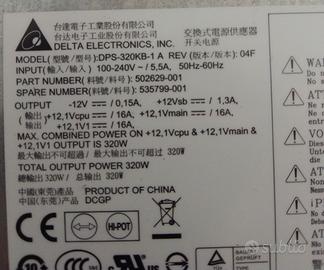 台達電子工業股份有限公司
台达电子工业股份有限公司
DELTA ELECTRONICS, INC.
交換式電源供應器
开关电源
MODEL(型號/型号):DPS-320KB-1 A REV (版本/版本): 04F
INPUT (輸入/输入) 100-240V~ / 5,5A, 50Hz-60Hz
PART NUMBER(料號/料号): 502629-001
SPARE NUMBER(料號/料号): 535799-001
OUTPUT -12V ⎓ / 0,15A, +12Vsb ⎓ / 1,3A,
輸出 +12,1Vcpu ⎓ / 16A, +12,1Vmain ⎓ / 16A,
输出 +12,1V1 ⎓ / 16A
MAX. COMBINED POWER ON +12,1Vcpu & +12,1Vmain &
+12,1V1 OUTPUT IS 320W
最大輸出不可超過/ 最大输出不可超过 320W
TOTAL OUTPUT POWER 320W
總輸出 320W / 总输出 320W
中國(東莞)產品 PRODUCT OF CHINA
中国(东莞)产品 DCGP
HI-POT
BAUART
GEPRÜFT
TYPE
subito